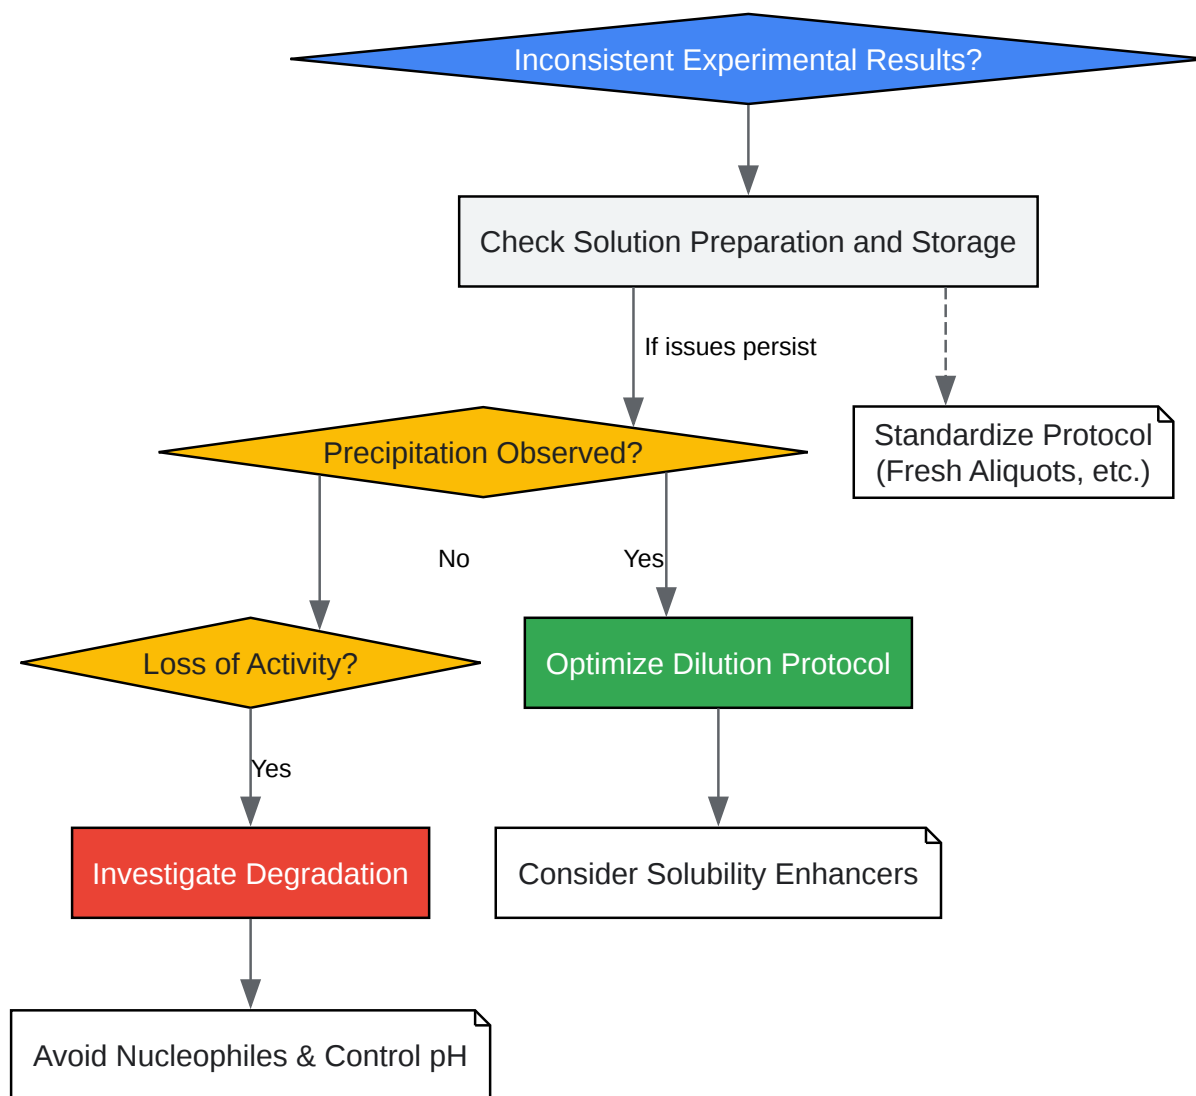 Inconsistent Experimental Results?
Check Solution Preparation and Storage
If issues persist
Standardize Protocol
(Fresh Aliquots, etc.)
Precipitation Observed?
No
Yes
Loss of Activity?
Optimize Dilution Protocol
Yes
Investigate Degradation
Consider Solubility Enhancers
Avoid Nucleophiles & Control pH